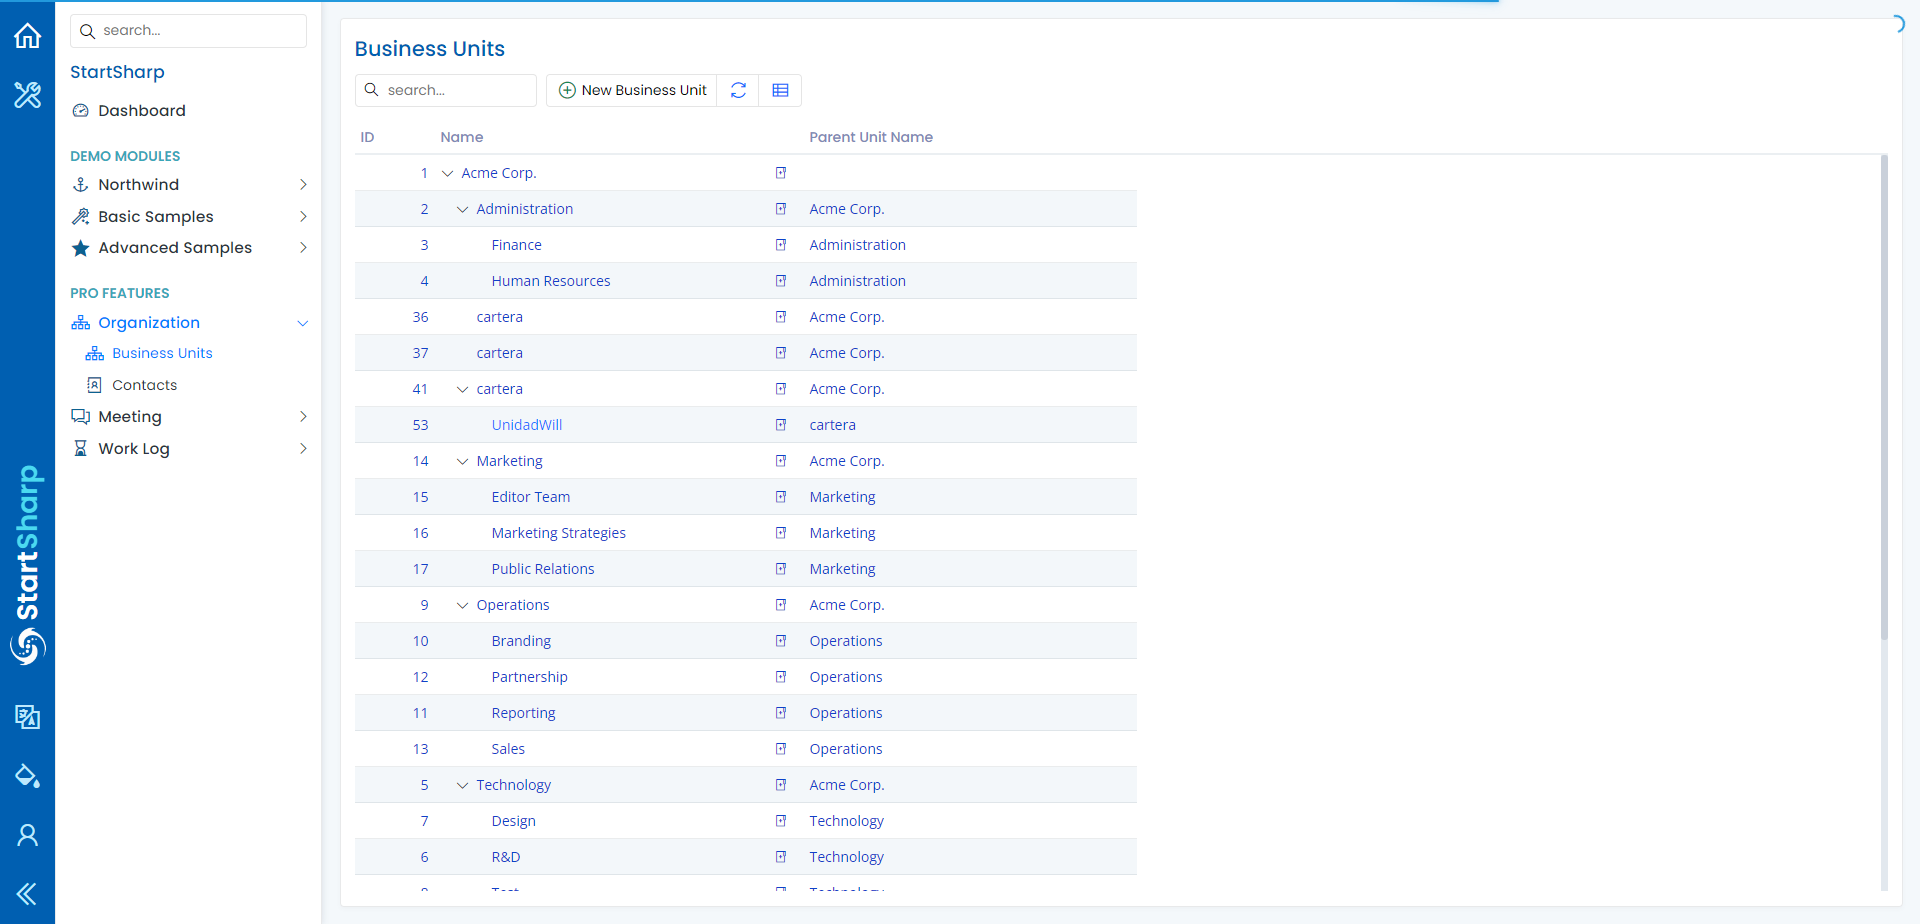 search...
StartSharp
Dashboard
DEMO MODULES
Northwind
Basic Samples
Advanced Samples
PRO FEATURES
Organization
Business Units
Contacts
Meeting
Work Log
StartSharp
Business Units
search...
New Business Unit
ID Name Parent Unit Name
1 Acme Corp.
2 Administration Acme Corp.
3 Finance Administration
4 Human Resources Administration
36 cartera Acme Corp.
37 cartera Acme Corp.
41 cartera Acme Corp.
53 UnidadWill cartera
14 Marketing Acme Corp.
15 Editor Team Marketing
16 Marketing Strategies Marketing
17 Public Relations Marketing
9 Operations Acme Corp.
10 Branding Operations
12 Partnership Operations
11 Reporting Operations
13 Sales Operations
5 Technology Acme Corp.
7 Design Technology
6 R&D Technology
8 Test Technology